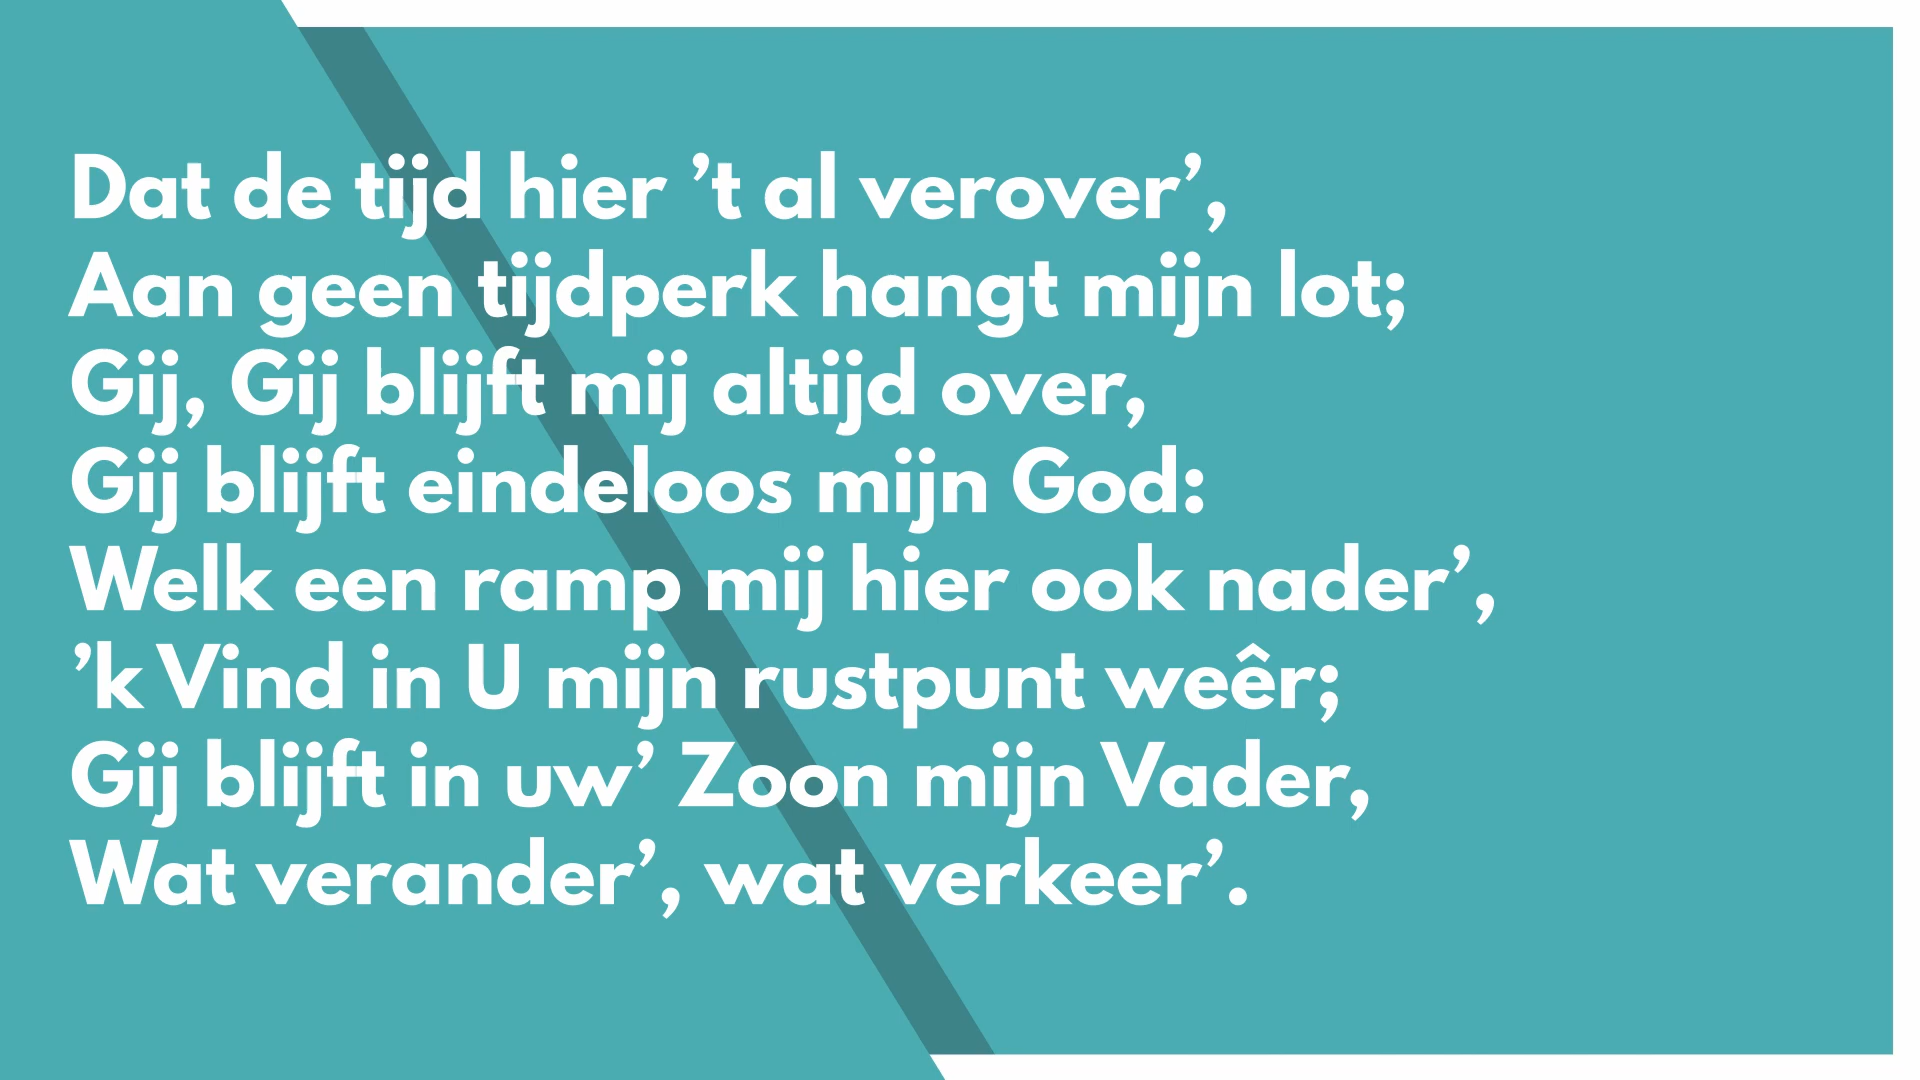 Dat de tijd hier ’t al verover’,
Aan geen tijdperk hangt mijn lot;
Gij, Gij blijft mij altijd over,
Gij blijft eindeloos mijn God:
Welk een ramp mij hier ook nader’,
’k Vind in U mijn rustpunt weêr;
Gij blijft in uw’ Zoon mijn Vader,
Wat verander’, wat verkeer’.